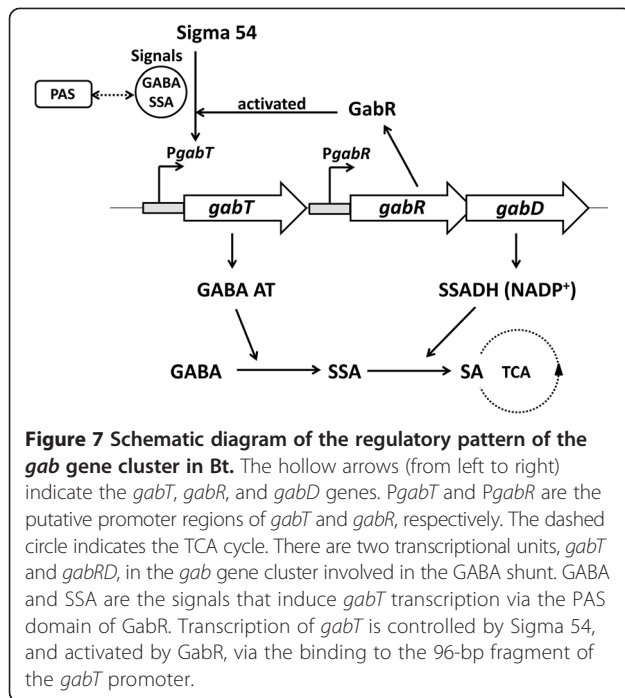 Sigma 54
Signals
GABA
SSA
PAS
activated
GabR
PgabT
PgabR
gabT
gabR
gabD
GABA AT
SSADH (NADP⁺)
GABA
SSA
SA
TCA
Figure 7 Schematic diagram of the regulatory pattern of the
gab gene cluster in Bt. The hollow arrows (from left to right)
indicate the gabT, gabR, and gabD genes. PgabT and PgabR are the
putative promoter regions of gabT and gabR, respectively. The dashed
circle indicates the TCA cycle. There are two transcriptional units, gabT
and gabRD, in the gab gene cluster involved in the GABA shunt. GABA
and SSA are the signals that induce gabT transcription via the PAS
domain of GabR. Transcription of gabT is controlled by Sigma 54,
and activated by GabR, via the binding to the 96-bp fragment of
the gabT promoter.